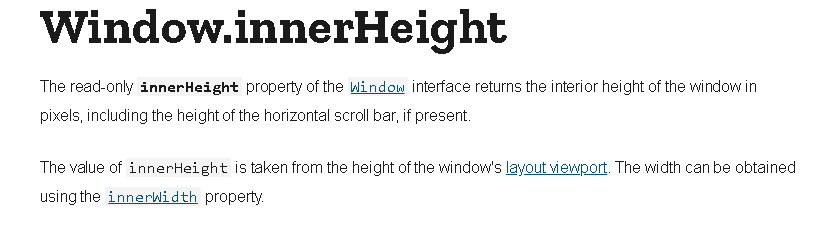 Window.innerHeight
The read-only innerHeight property of the Window interface returns the interior height of the window in
pixels, including the height of the horizontal scroll bar, if present.
The value of innerHeight is taken from the height of the window's layout viewport. The width can be obtained
using the innerWidth property.